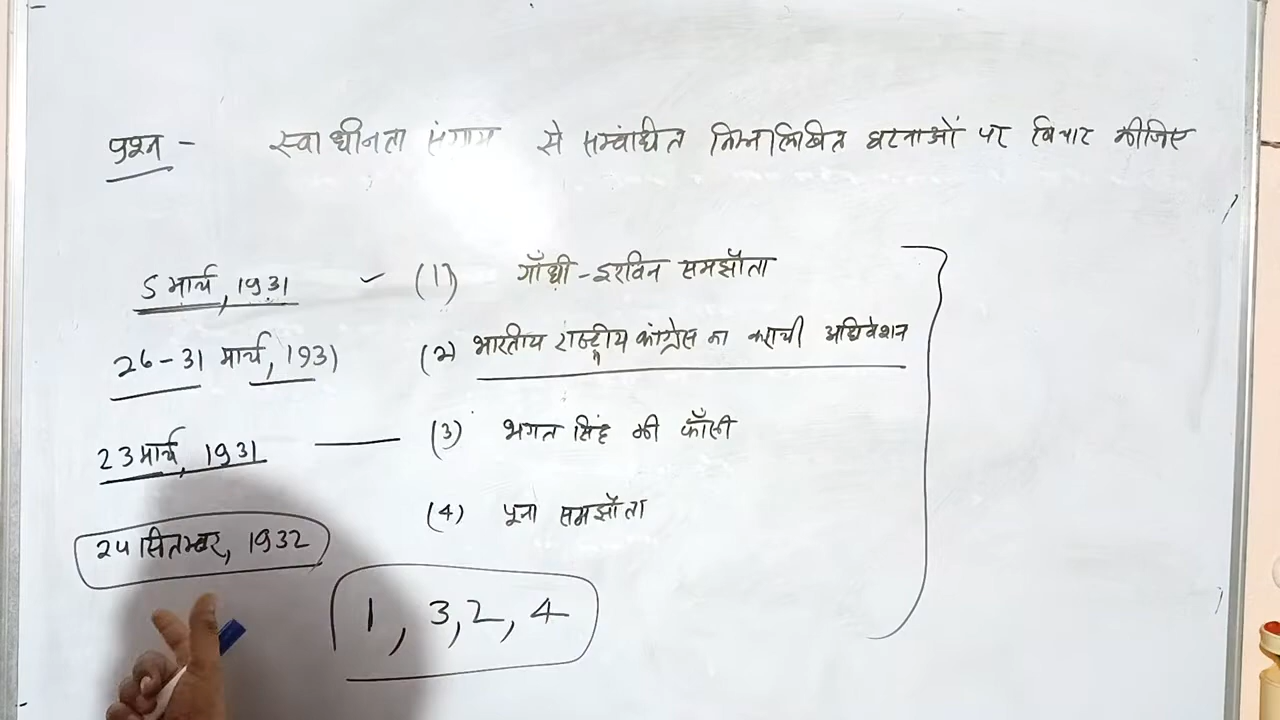 प्रश्न - स्वाधीनता संग्राम से सम्बंधित निम्नलिखित घटनाओं पर विचार कीजिए
5 मार्च, 1931 ✓ (1) गाँधी - इरविन समझौता
26 - 31 मार्च, 1931 (2) भारतीय राष्ट्रीय कांग्रेस का कराची अधिवेशन
23 मार्च, 1931 — (3) भगत सिंह की फाँसी
24 सितम्बर, 1932 (4) पूना समझौता
1, 3, 2, 4